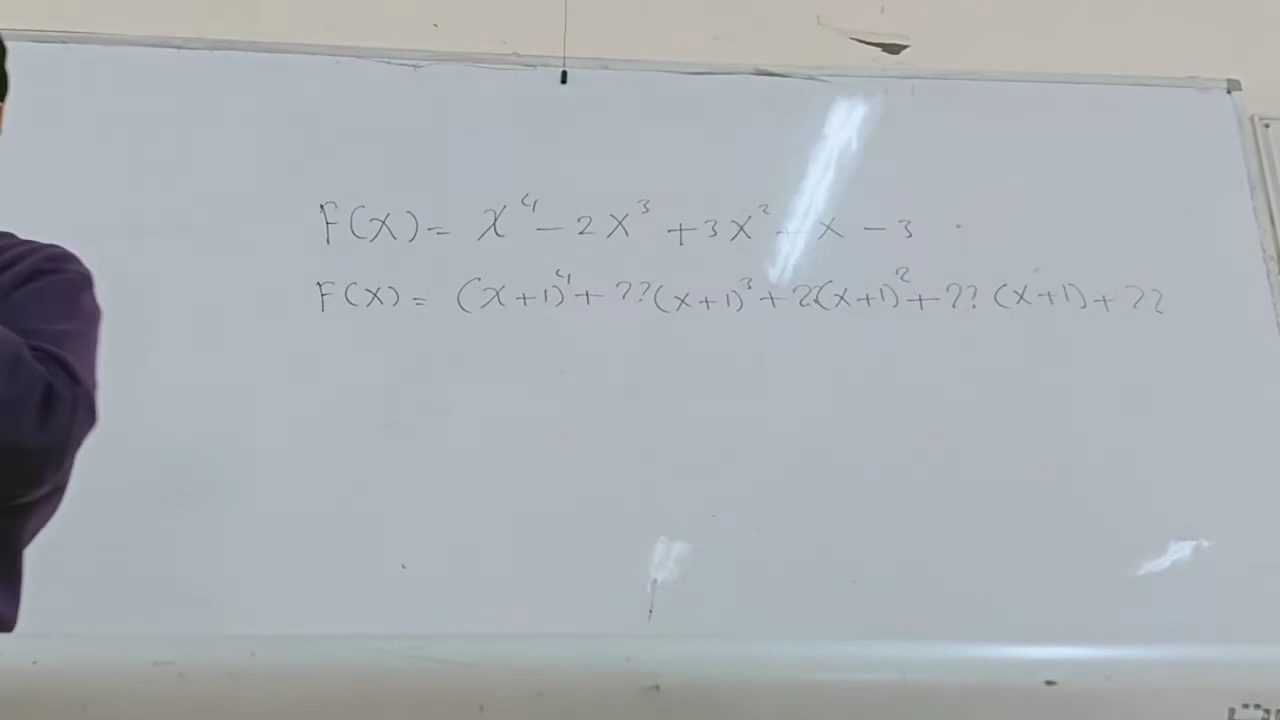 F(X) = X⁴ - 2X³ + 3X² - X - 3
F(X) = (X+1)⁴ + ??(X+1)³ + ??(X+1)² + ??(X+1) + ??